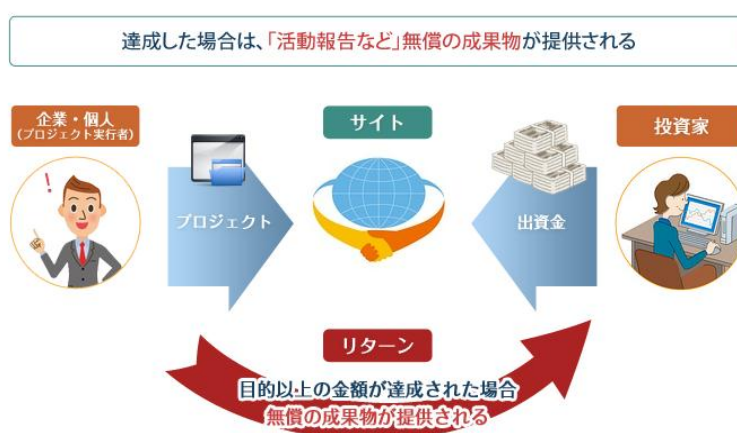 達成した場合は、「活動報告など」無償の成果物が提供される
企業・個人
(プロジェクト実行者)
サイト
投資家
プロジェクト
出資金
リターン
目的以上の金額が達成された場合
無償の成果物が提供される